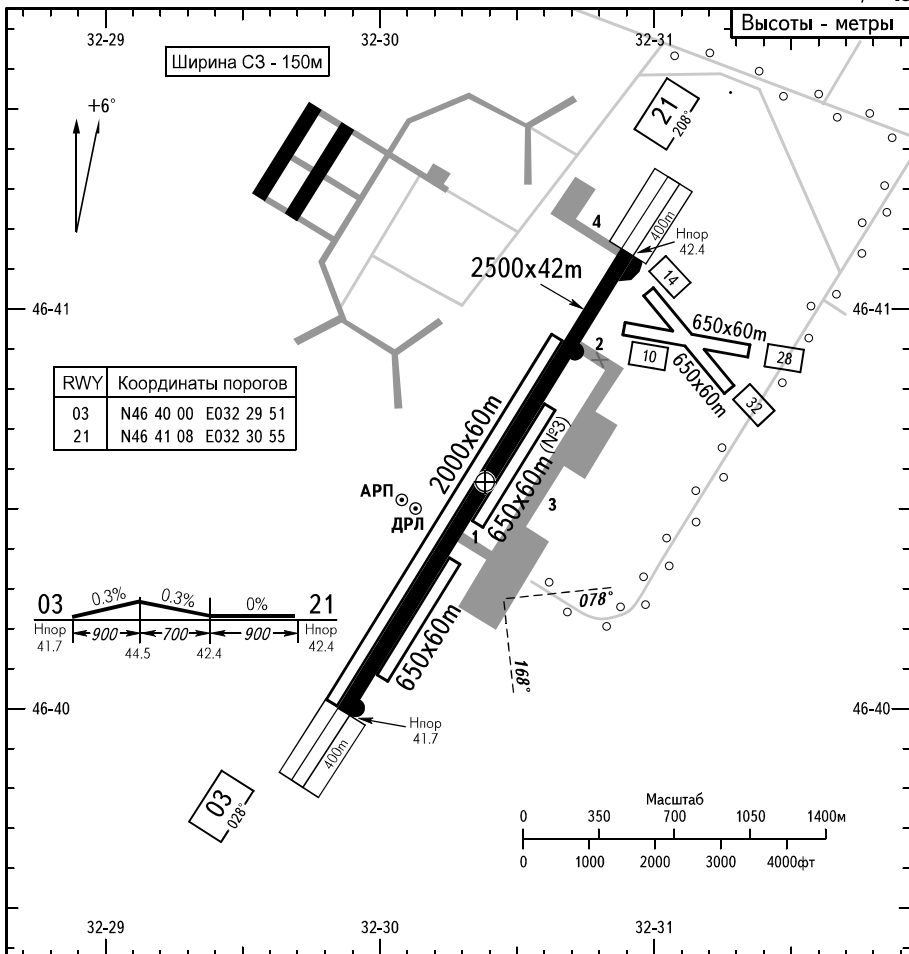 Высоты - метры
32-29
32-30
32-31
Ширина СЗ - 150м
+6°
21
208°
400m
4
Нпор
42.4
2500x42m
14
46-41
46-41
650x60m
2
10
28
650x60m
32
RWY Координаты порогов
03 N46 40 00 E032 29 51
21 N46 41 08 E032 30 55
2000x60m
650x60m (№3)
АРП
ДРЛ
3
1
03 0.3% 0.3% 0% 21
Нпор 900 700 900 Нпор
41.7 44.5 42.4 42.4
078°
168°
650x60m
46-40
46-40
Нпор
41.7
400m
03
028°
Масштаб
0 350 700 1050 1400м
0 1000 2000 3000 4000фт
32-29
32-30
32-31